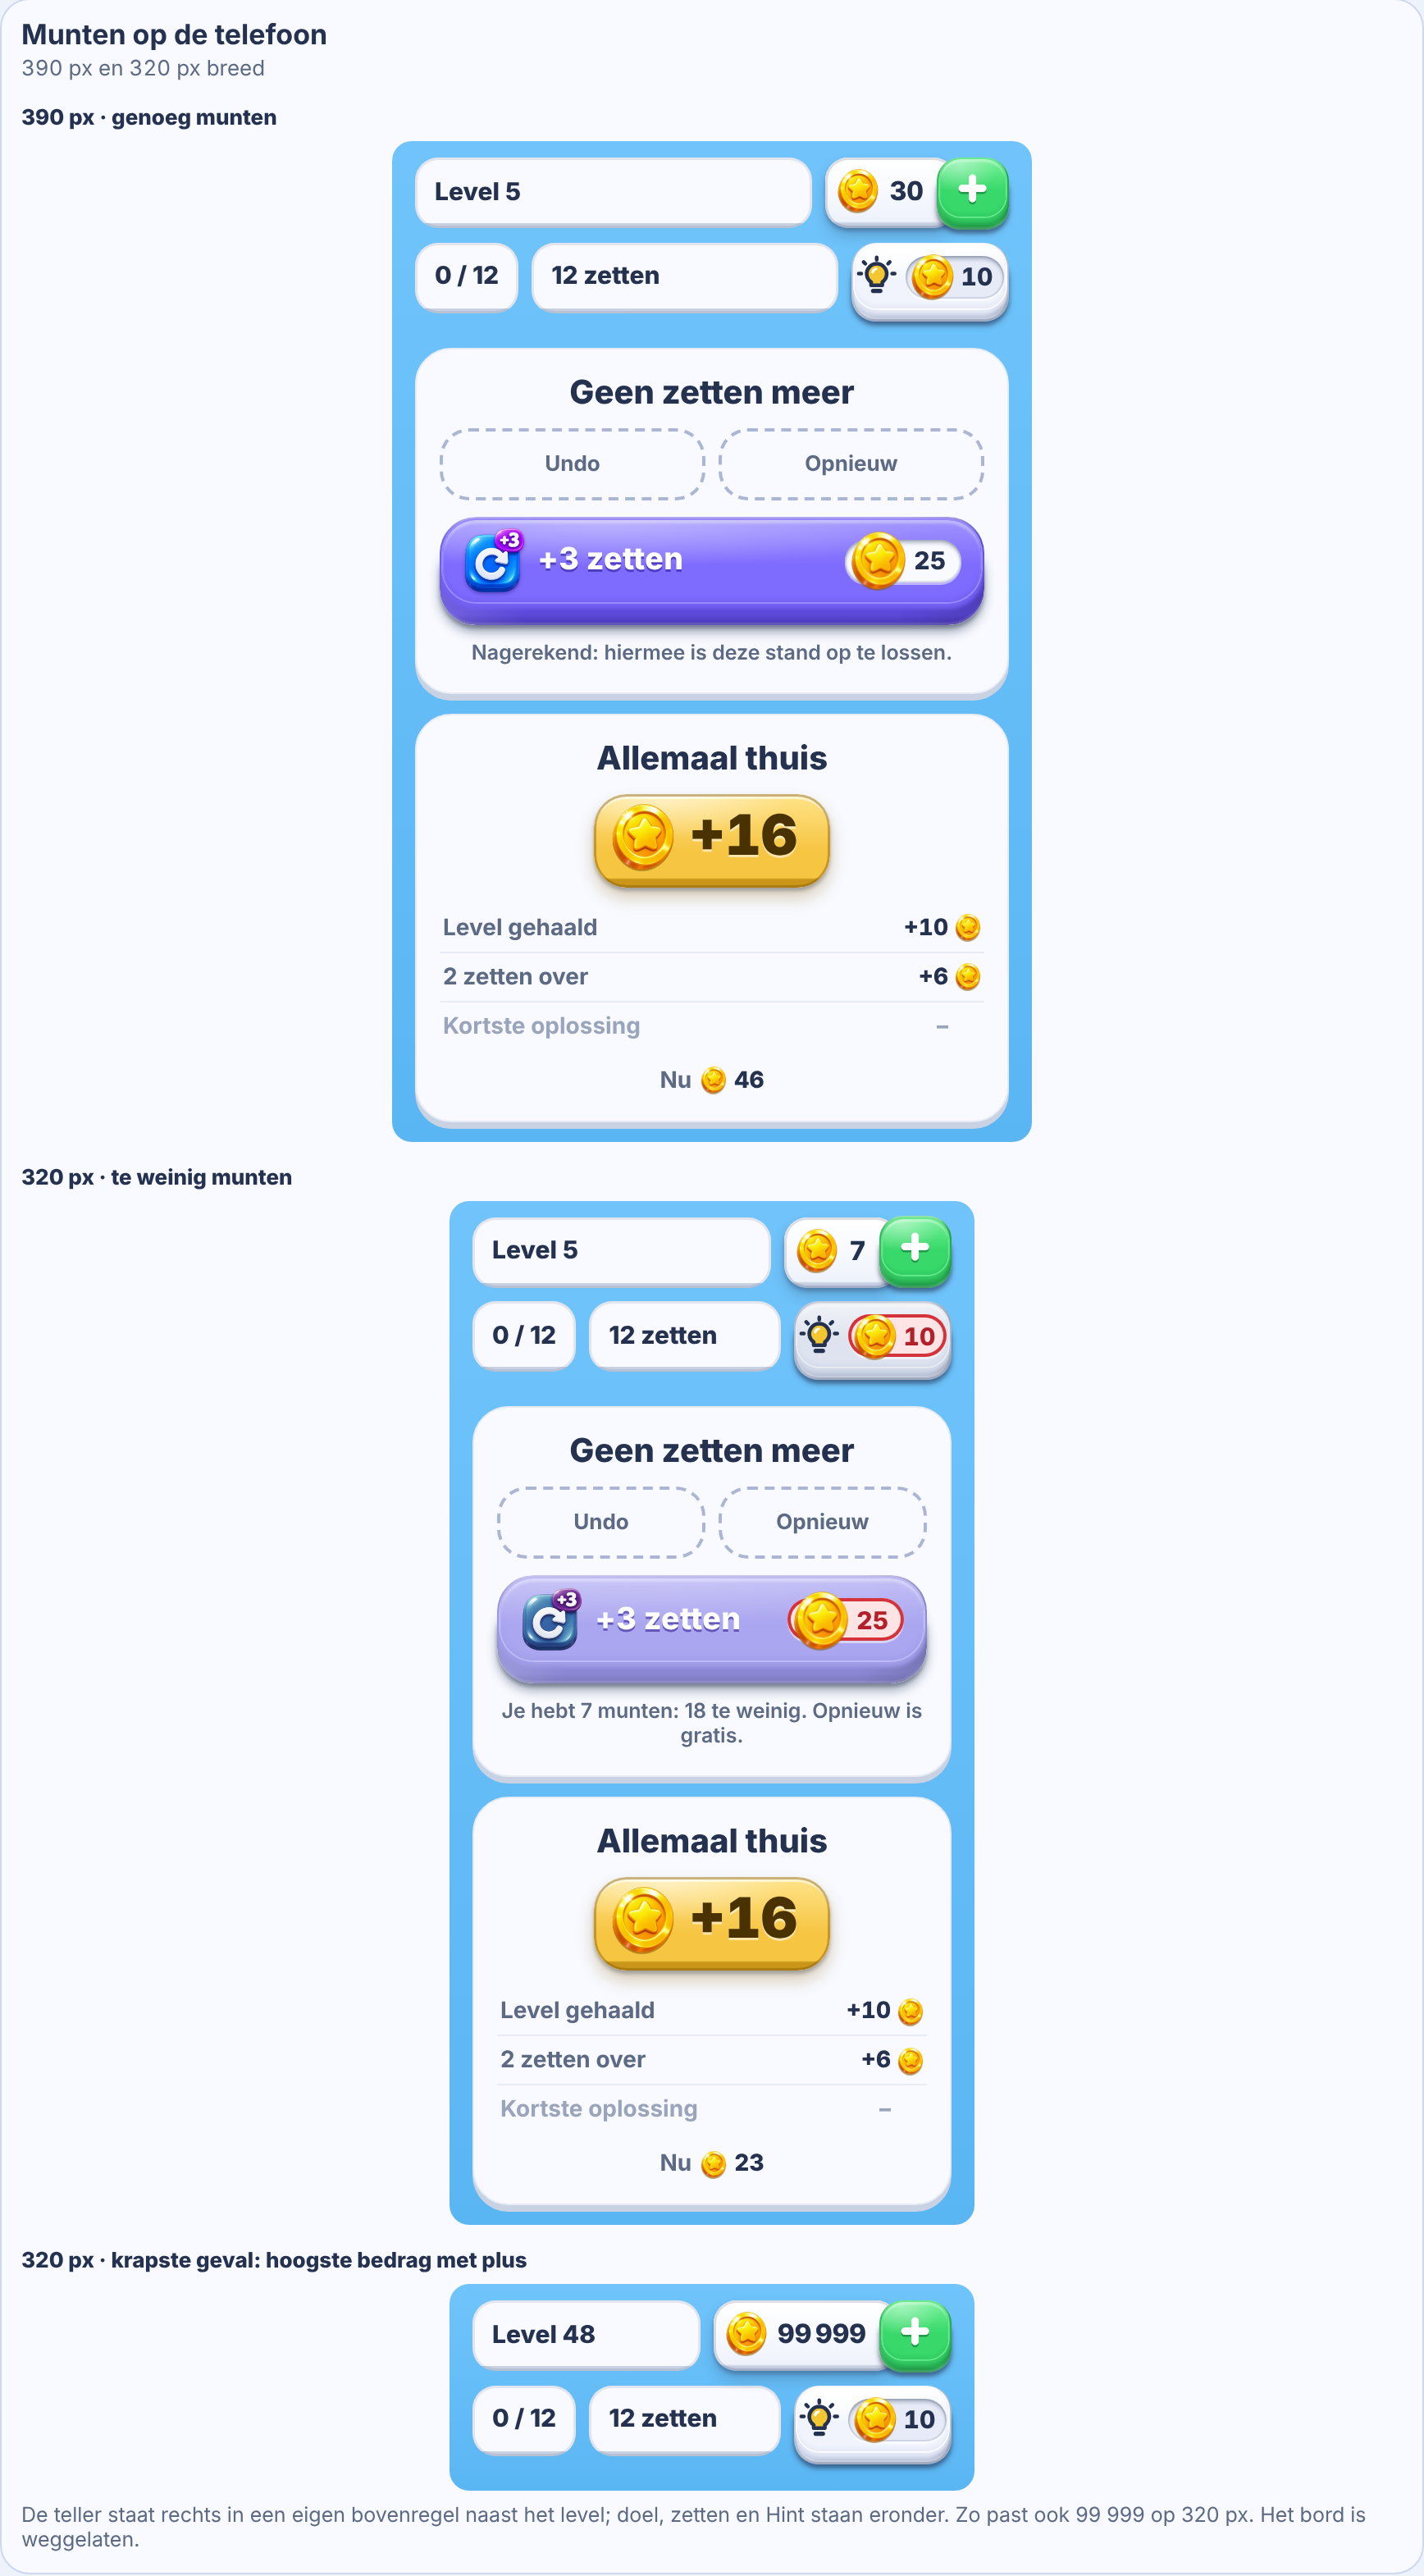 Munten op de telefoon
390 px en 320 px breed
390 px · genoeg munten
Level 5
30
0 / 12
12 zetten
10
Geen zetten meer
Undo
Opnieuw
+3
+3 zetten
25
Nagerekend: hiermee is deze stand op te lossen.
Allemaal thuis
+16
Level gehaald +10
2 zetten over +6
Kortste oplossing –
Nu 46
320 px · te weinig munten
Level 5
7
0 / 12
12 zetten
10
Geen zetten meer
Undo
Opnieuw
+3
+3 zetten
25
Je hebt 7 munten: 18 te weinig. Opnieuw is
gratis.
Allemaal thuis
+16
Level gehaald +10
2 zetten over +6
Kortste oplossing –
Nu 23
320 px · krapste geval: hoogste bedrag met plus
Level 48
99 999
0 / 12
12 zetten
10
De teller staat rechts in een eigen bovenregel naast het level; doel, zetten en Hint staan eronder. Zo past ook 99 999 op 320 px. Het bord is
weggelaten.